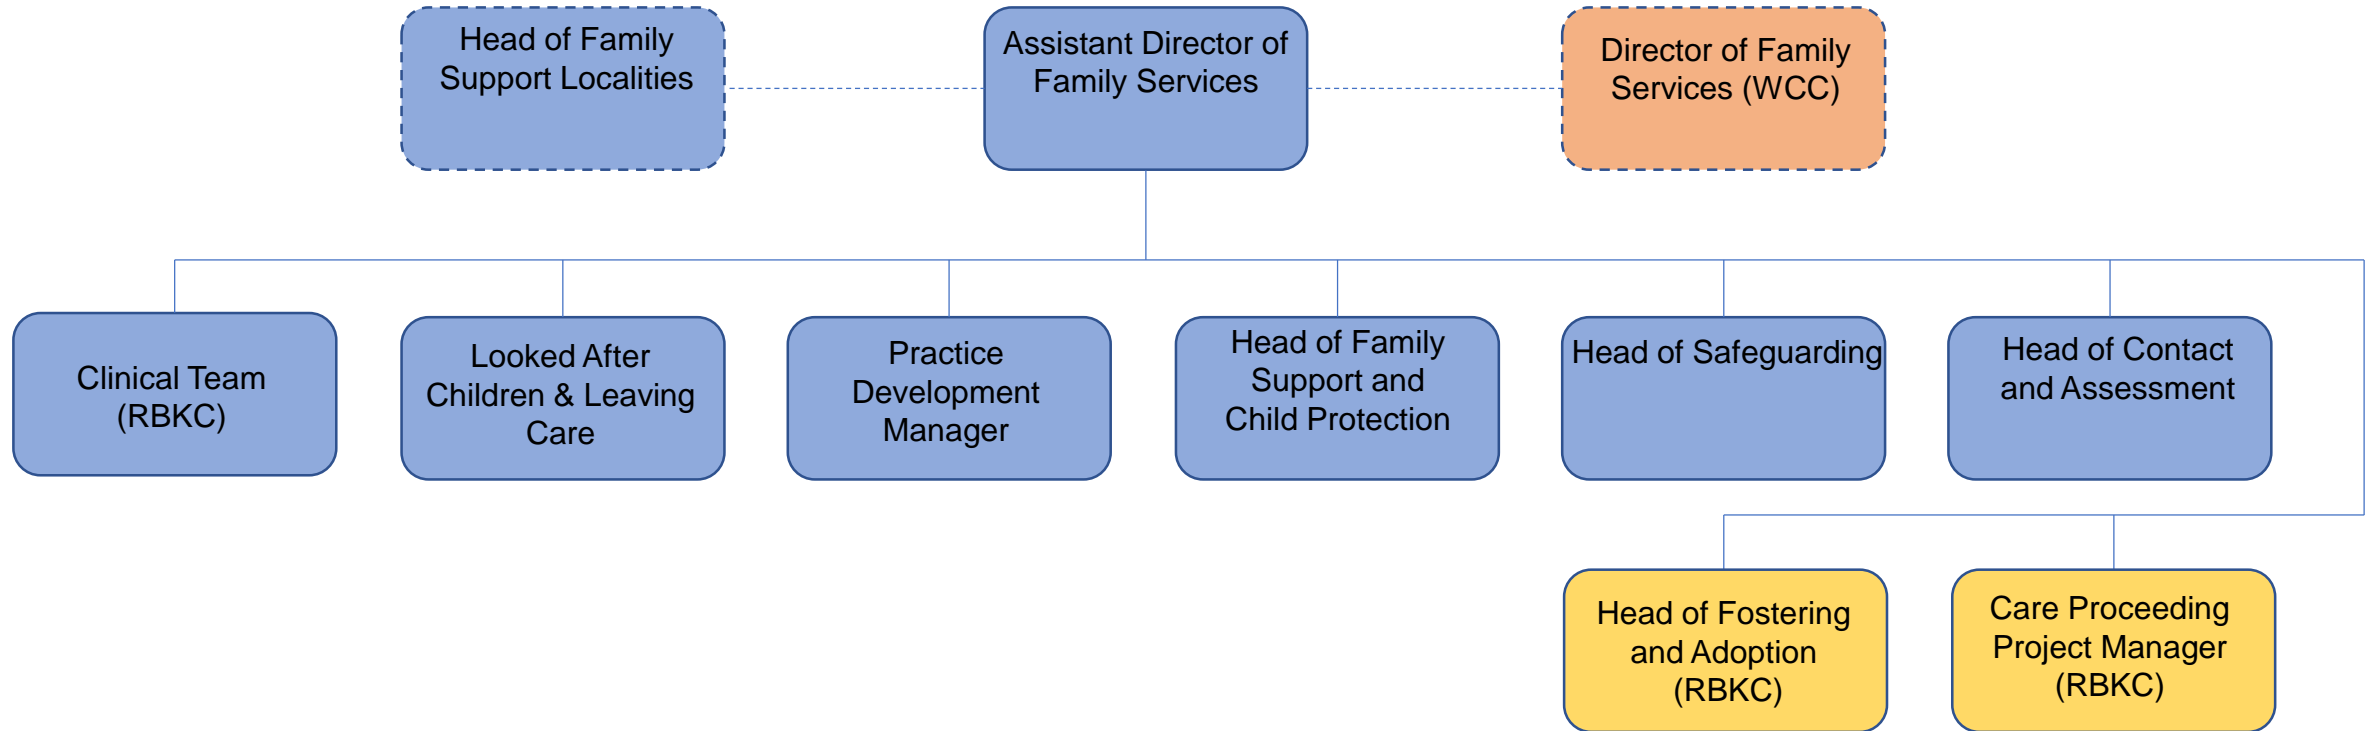 Head of Family
Support Localities
Assistant Director of
Family Services
Director of Family
Services (WCC)
Clinical Team
(RBKC)
Looked After
Children & Leaving
Care
Practice
Development
Manager
Head of Family
Support and
Child Protection
Head of Safeguarding
Head of Contact
and Assessment
Head of Fostering
and Adoption
(RBKC)
Care Proceeding
Project Manager
(RBKC)